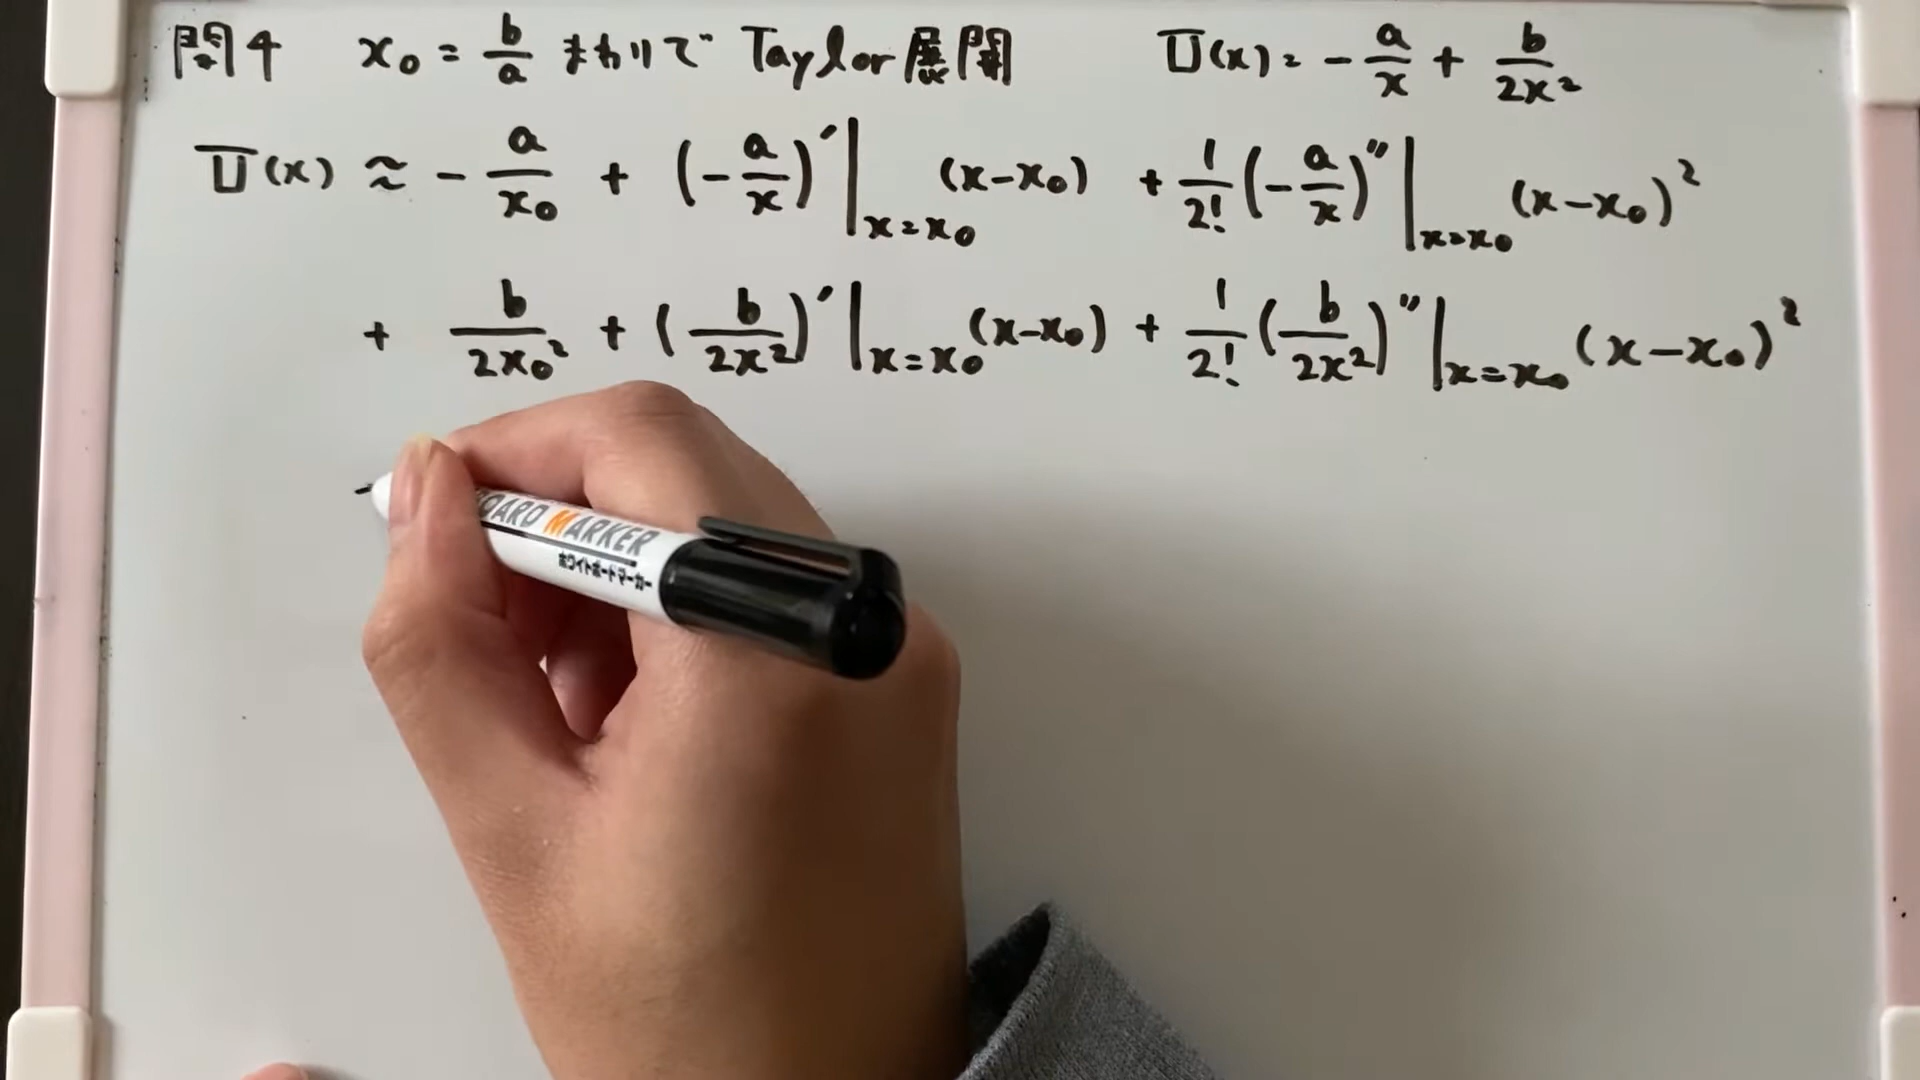 問4 x₀ = b/a まわりで Taylor展開 U(x) = - a/x + b/2x²
U(x) ≈ - a/x₀ + (- a/x)′|ₓ₌ₓ₀ (x-x₀) + 1/2! (- a/x)″|ₓ₌ₓ₀ (x-x₀)²
+ b/2x₀² + (b/2x²)′|ₓ₌ₓ₀ (x-x₀) + 1/2! (b/2x²)″|ₓ₌ₓ₀ (x-x₀)²
OARD MARKER
ホワイトボードマーカー